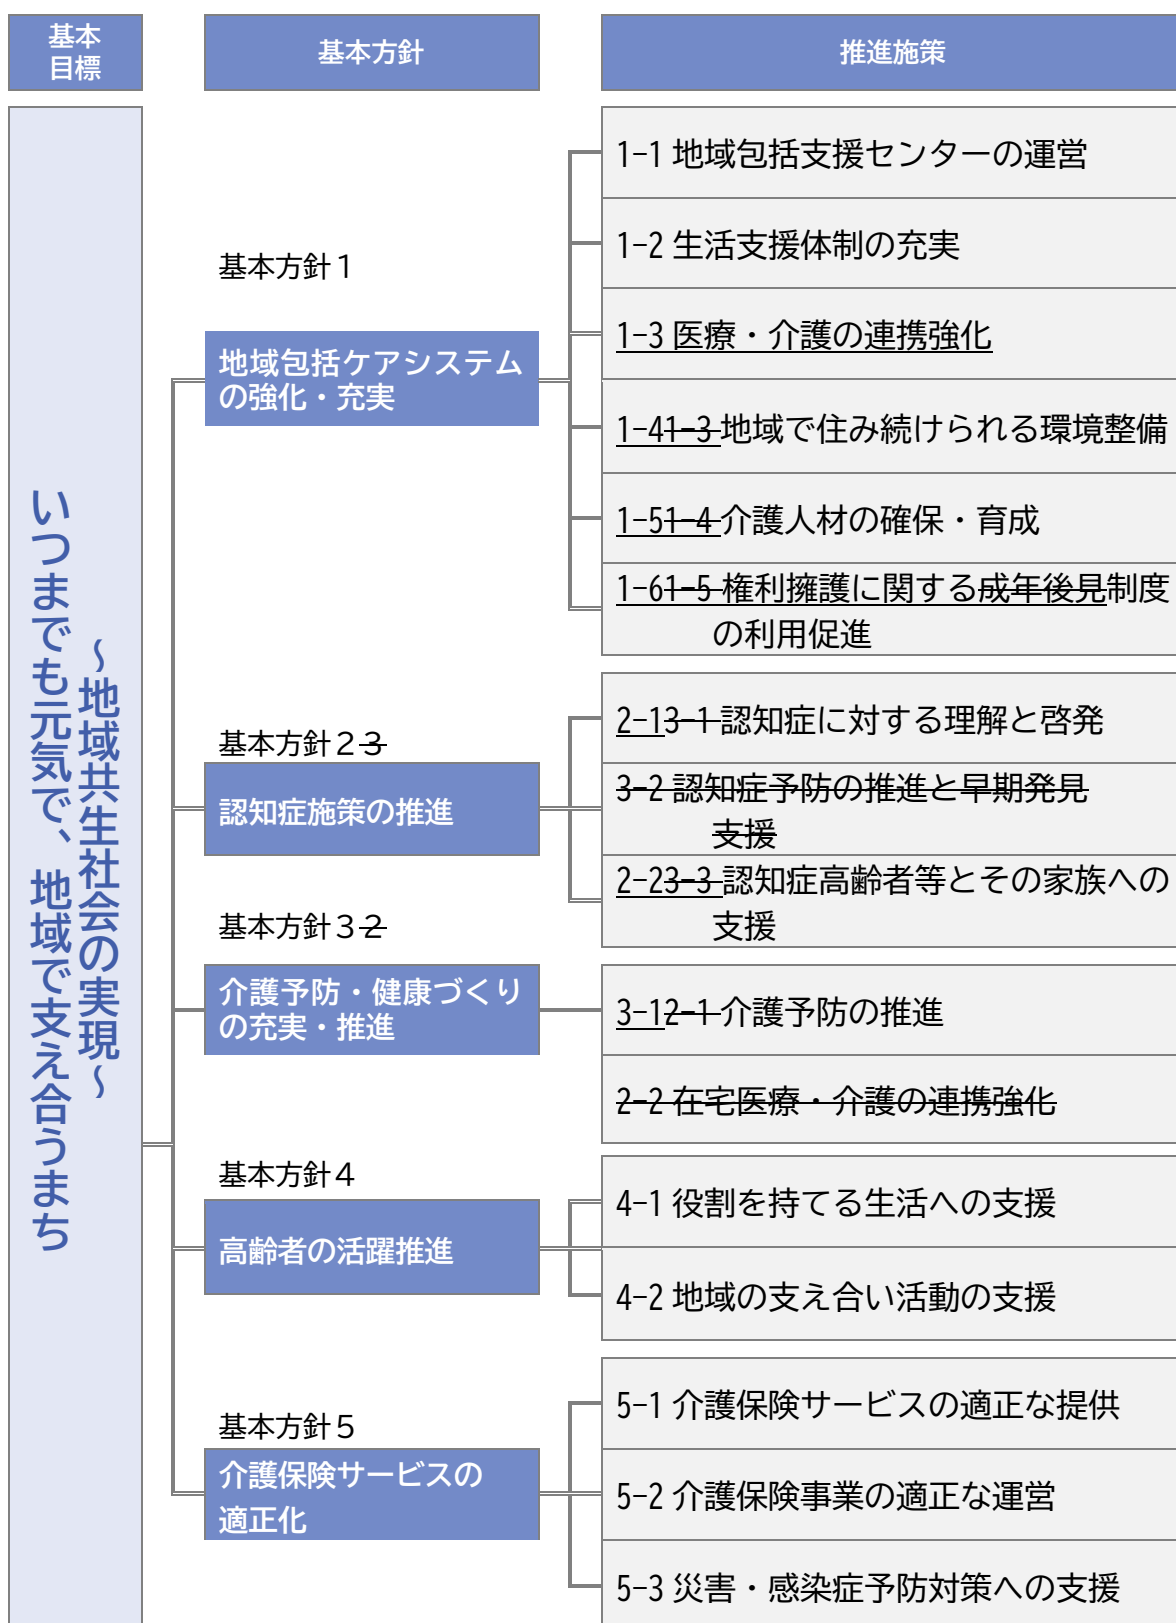 基本
目標
基本方針
推進施策
いつまでも元気で、地域で支え合うまち
～地域共生社会の実現～
基本方針１
地域包括ケアシステム
の強化・充実
1-1 地域包括支援センターの運営
1-2 生活支援体制の充実
1-3 医療・介護の連携強化
1-41-3 地域で住み続けられる環境整備
1-51-4 介護人材の確保・育成
1-61-5 権利擁護に関する成年後見制度
の利用促進
基本方針２３
認知症施策の推進
2-13-1 認知症に対する理解と啓発
3-2 認知症予防の推進と早期発見
支援
2-23-3 認知症高齢者等とその家族への
支援
基本方針３２
介護予防・健康づくり
の充実・推進
3-12-1 介護予防の推進
2-2 在宅医療・介護の連携強化
基本方針４
高齢者の活躍推進
4-1 役割を持てる生活への支援
4-2 地域の支え合い活動の支援
基本方針５
介護保険サービスの
適正化
5-1 介護保険サービスの適正な提供
5-2 介護保険事業の適正な運営
5-3 災害・感染症予防対策への支援